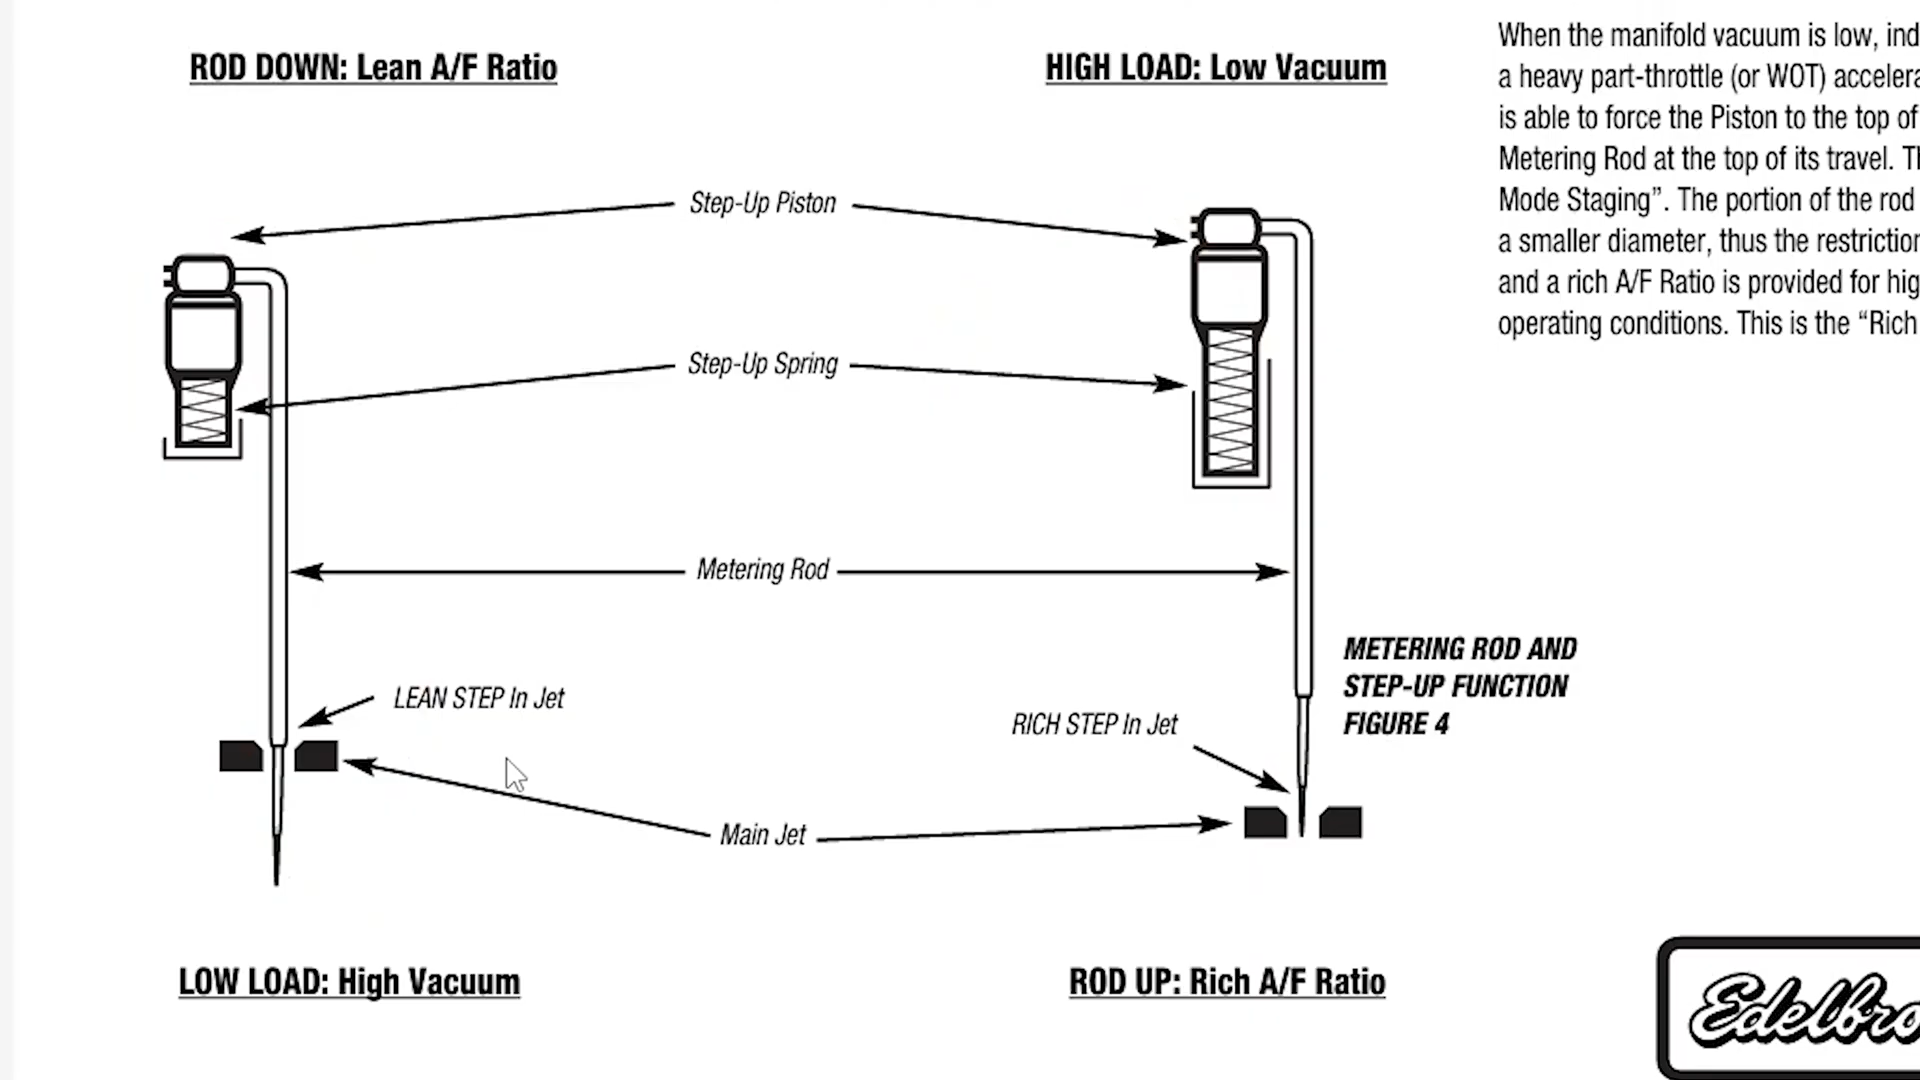 ROD DOWN: Lean A/F Ratio
HIGH LOAD: Low Vacuum
Step-Up Piston
Step-Up Spring
Metering Rod
LEAN STEP In Jet
RICH STEP In Jet
Main Jet
METERING ROD AND
STEP-UP FUNCTION
FIGURE 4
LOW LOAD: High Vacuum
ROD UP: Rich A/F Ratio
When the manifold vacuum is low,
a heavy part-throttle (or WOT)
is able to force the Piston to the top of
Metering Rod at the top of its travel.
Mode Staging”. The portion of the rod
a smaller diameter, thus the
and a rich A/F Ratio is provided for
operating conditions. This is the “Rich